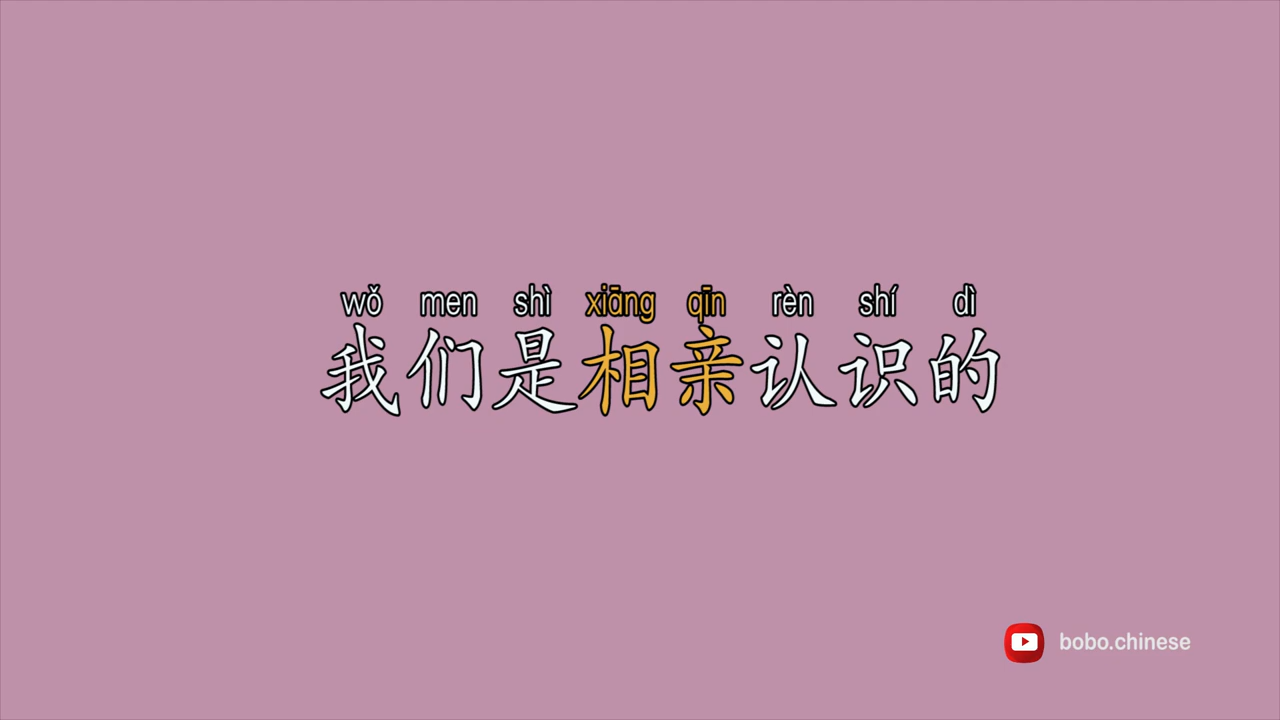 wǒ men shì xiāng qīn rèn shí dì
我们是相亲认识的
bobo.chinese